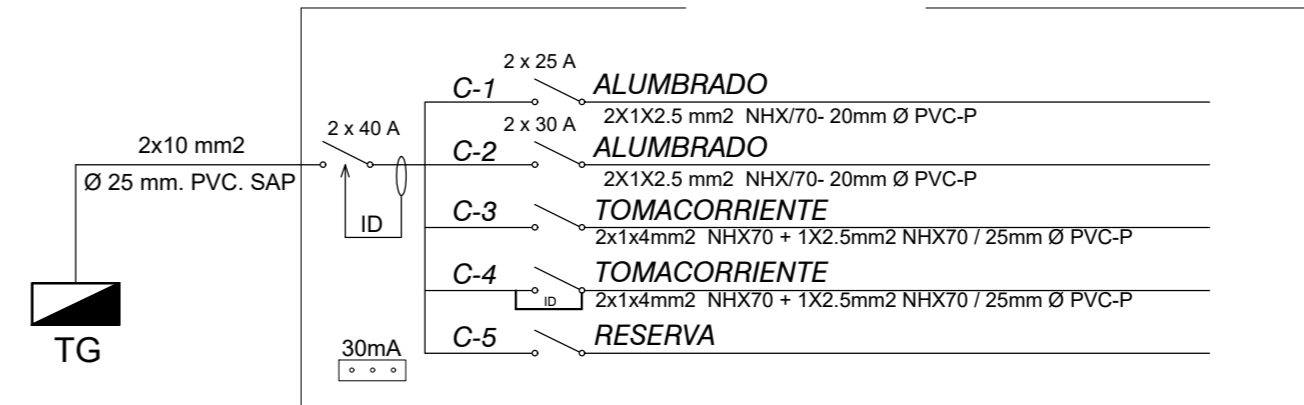 2x10 mm2
Ø 25 mm. PVC. SAP
TG
2 x 40 A
ID
30mA
C-1
2 x 25 A
ALUMBRADO
2X1X2.5 mm2 NHX/70- 20mm Ø PVC-P
C-2
2 x 30 A
ALUMBRADO
2X1X2.5 mm2 NHX/70- 20mm Ø PVC-P
C-3
TOMACORRIENTE
2x1x4mm2 NHX70 + 1X2.5mm2 NHX70 / 25mm Ø PVC-P
C-4
ID
TOMACORRIENTE
2x1x4mm2 NHX70 + 1X2.5mm2 NHX70 / 25mm Ø PVC-P
C-5
RESERVA